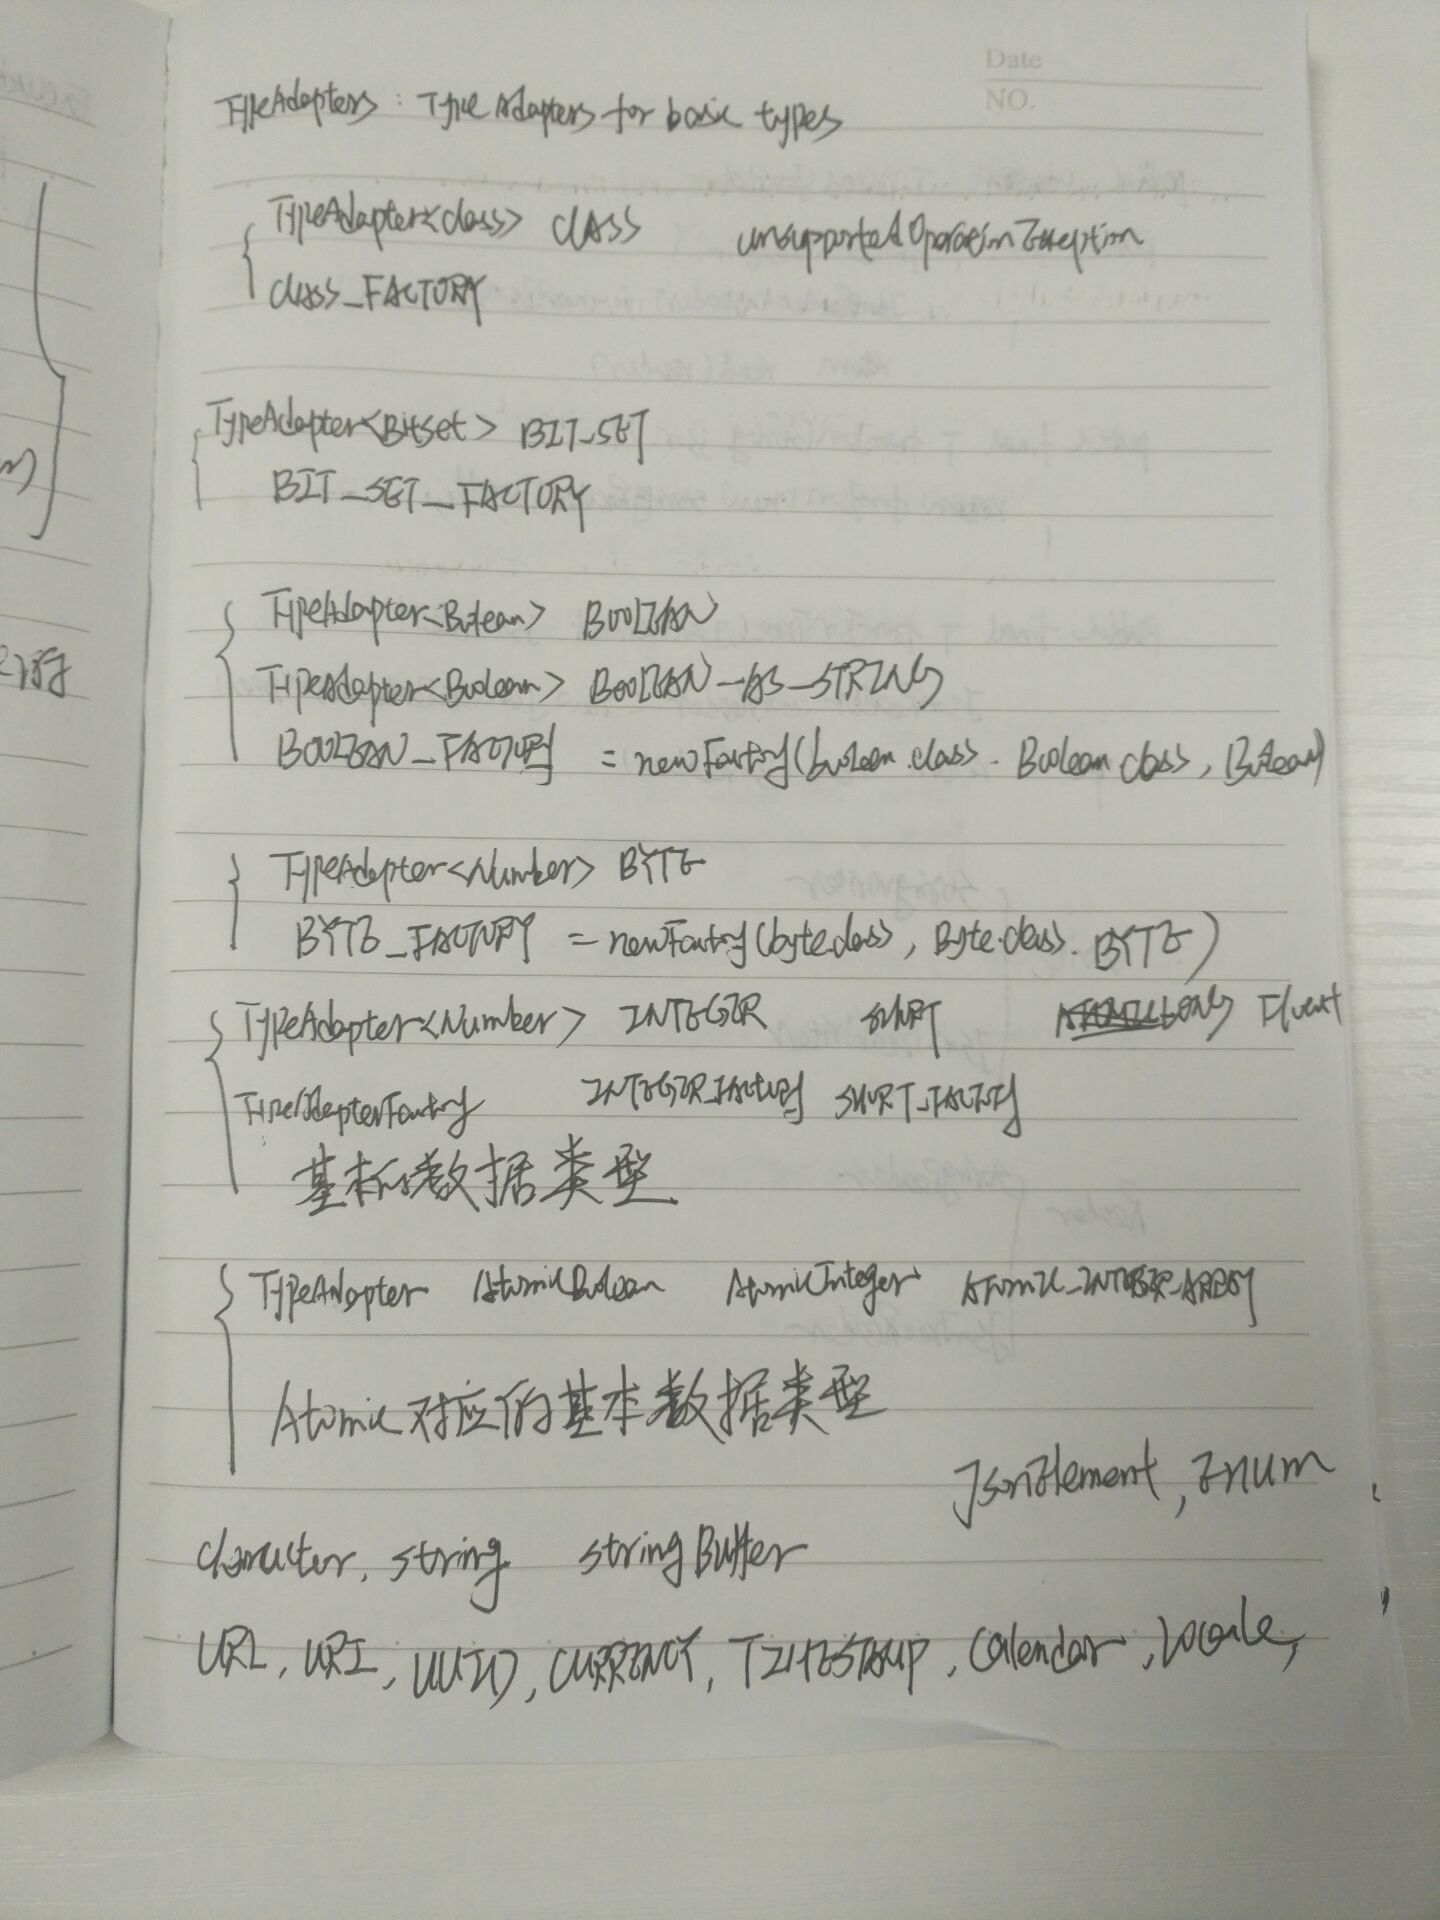 Date
NO.
TypeAdapters : Type Adapters for basic types
TypeAdapter<class> CLASS unsupportedOperationException
CLASS_FACTORY
TypeAdapter<BitSet> BIT_SET
BIT_SET_FACTORY
TypeAdapter<Boolean> BOOLEAN
TypeAdapter<Boolean> BOOLEAN_AS_STRING
BOOLEAN_FACTORY = newFactory(boolean.class. Boolean class, Boolean)
TypeAdapter<Number> BYTE
BYTE_FACTORY = newFactory(byte.class, Byte.class. BYTE)
TypeAdapter<Number> INTEGER SHORT
TypeAdapterFactory INTEGER_FACTORY SHORT_FACTORY
基本的数据类型
TypeAdapter AtomicBoolean AtomicInteger ATOMIC_INTEGER_ARRAY
Atomic对应的基本数据类型
JsonElement, Enum
character, string stringBuffer
URL, URI, UUID, CURRENCY, TIMESTAMP, Calendar, Locale,